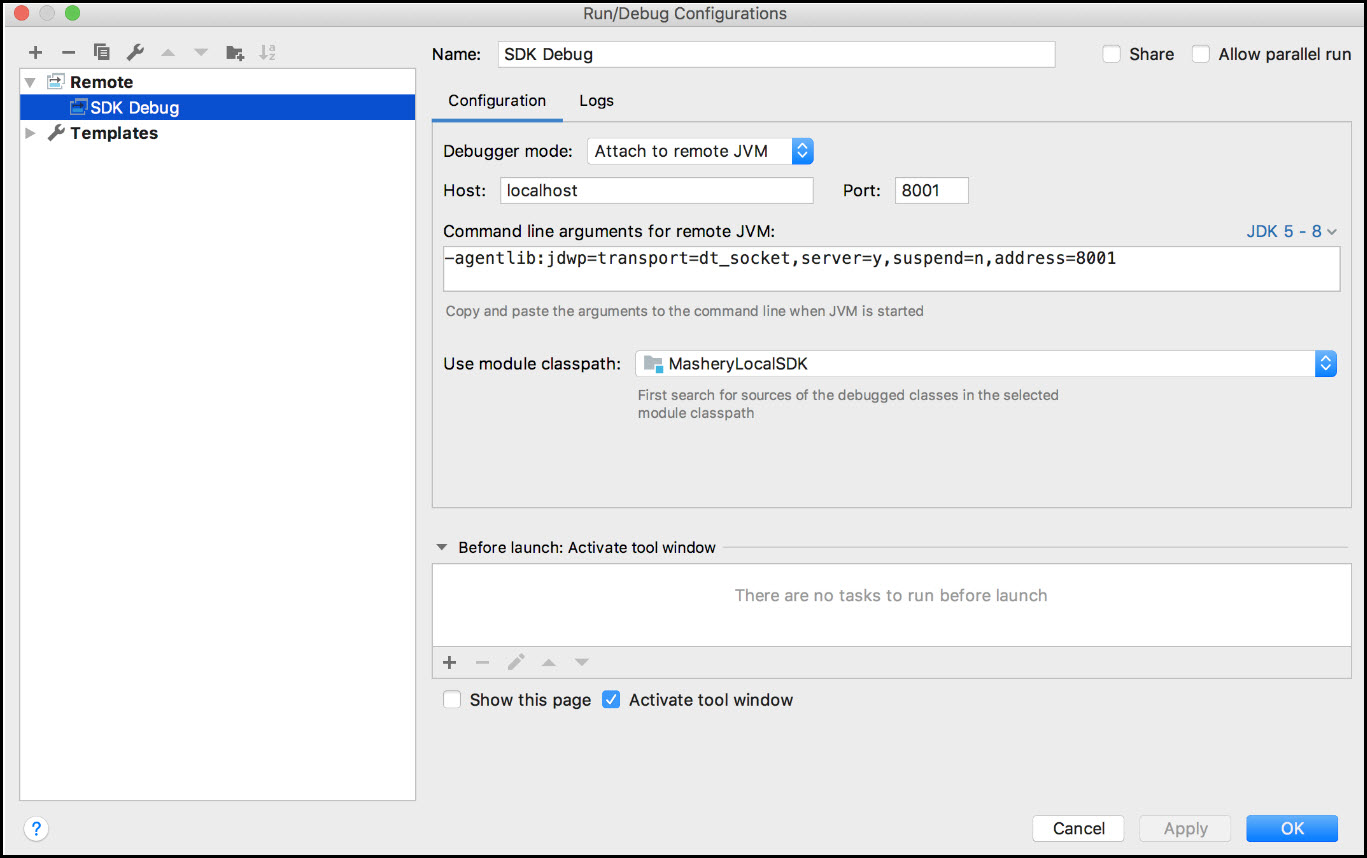 Run/Debug Configurations
Remote
SDK Debug
Templates
Name: SDK Debug Share Allow parallel run
Configuration Logs
Debugger mode: Attach to remote JVM
Host: localhost Port: 8001
Command line arguments for remote JVM: JDK 5 - 8
-agentlib:jdwp=transport=dt_socket,server=y,suspend=n,address=8001
Copy and paste the arguments to the command line when JVM is started
Use module classpath: MasheryLocalSDK
First search for sources of the debugged classes in the selected
module classpath
Before launch: Activate tool window
There are no tasks to run before launch
Show this page Activate tool window
? Cancel Apply OK